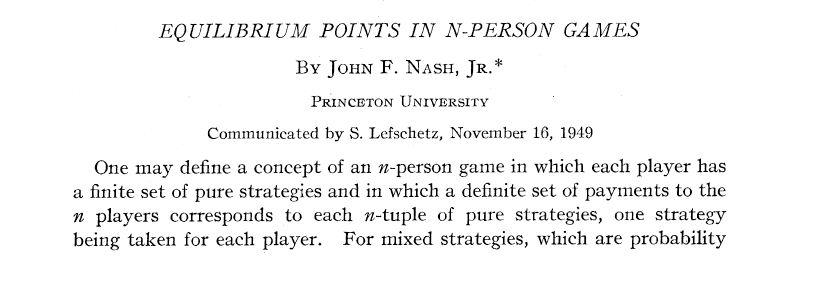 EQUILIBRIUM POINTS IN N-PERSON GAMES
By John F. Nash, Jr.*
Princeton University
Communicated by S. Lefschetz, November 16, 1949
One may define a concept of an n-person game in which each player has
a finite set of pure strategies and in which a definite set of payments to the
n players corresponds to each n-tuple of pure strategies, one strategy
being taken for each player. For mixed strategies, which are probability